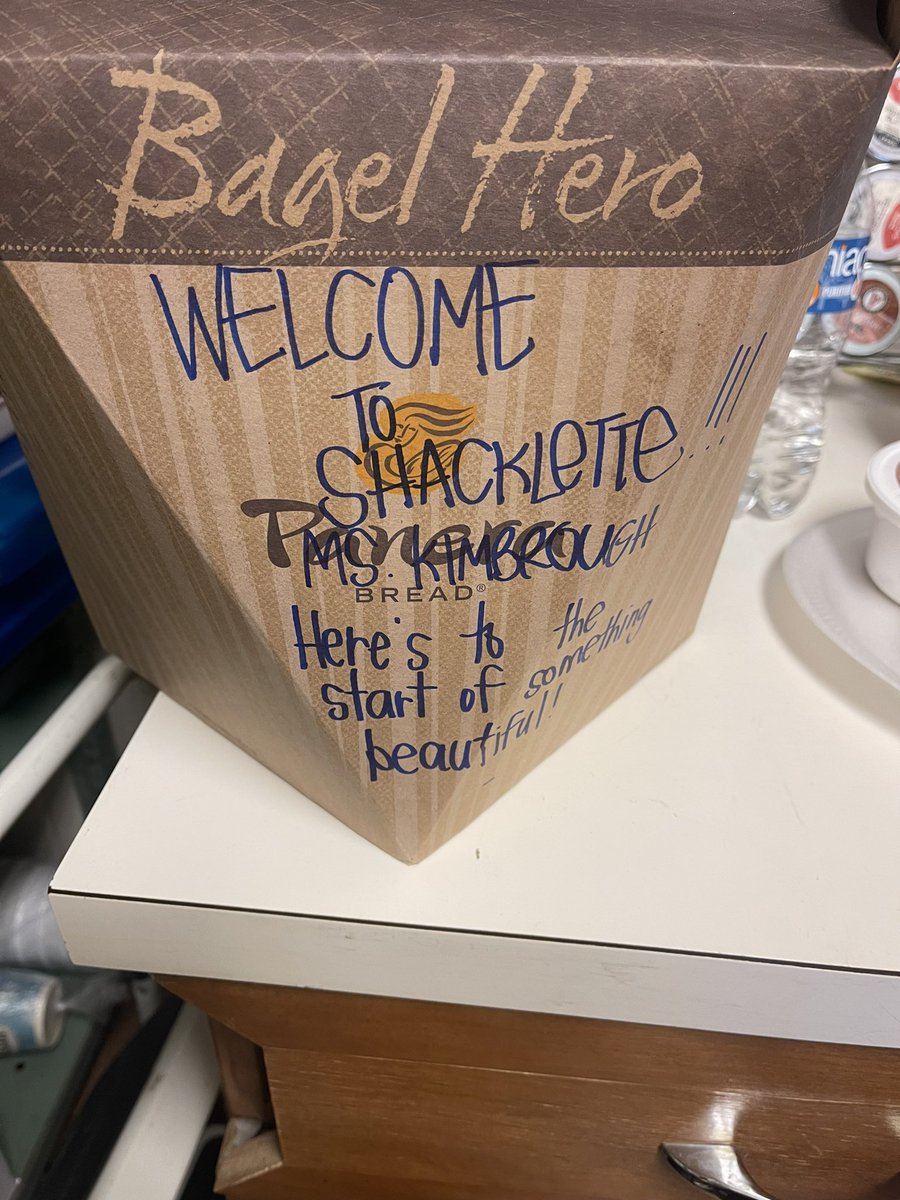 Bagel Hero
WELCOME
TO
SHACKLETTE..!!!
Panera
MS. KIMBROUGH
BREAD®
Here's to the
start of something
beautiful!